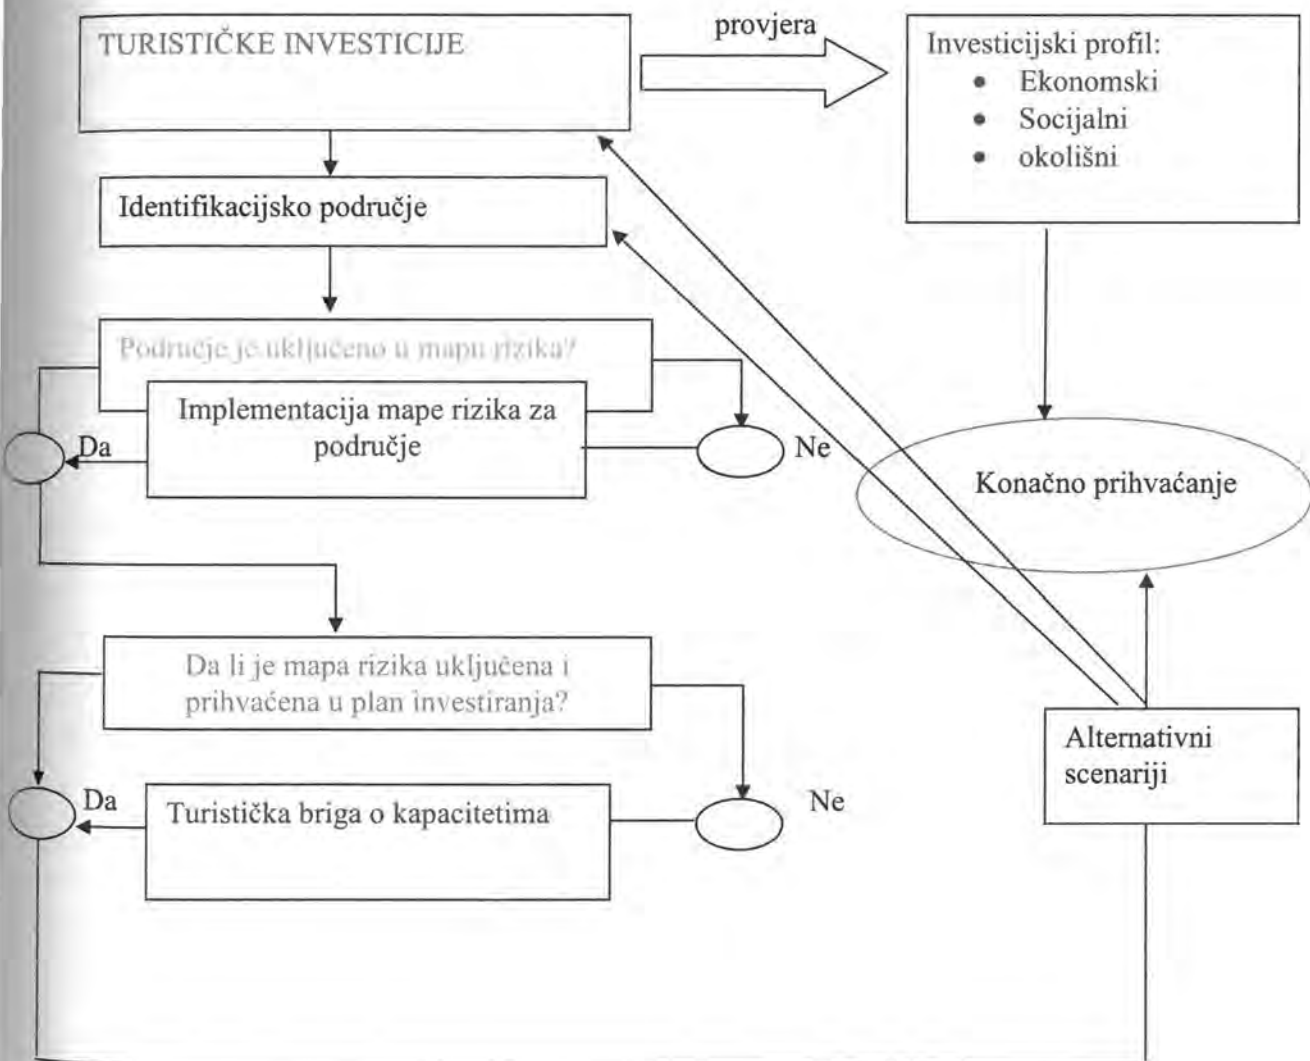 TURISTIČKE INVESTICIJE
provjera
Investicijski profil:
• Ekonomski
• Socijalni
• okolišni
Identifikacijsko područje
Područje je uključeno u mapu rizika?
Implementacija mape rizika za
područje
Da
Ne
Konačno prihvaćanje
Da li je mapa rizika uključena i
prihvaćena u plan investiranja?
Alternativni
scenariji
Da
Turistička briga o kapacitetima
Ne